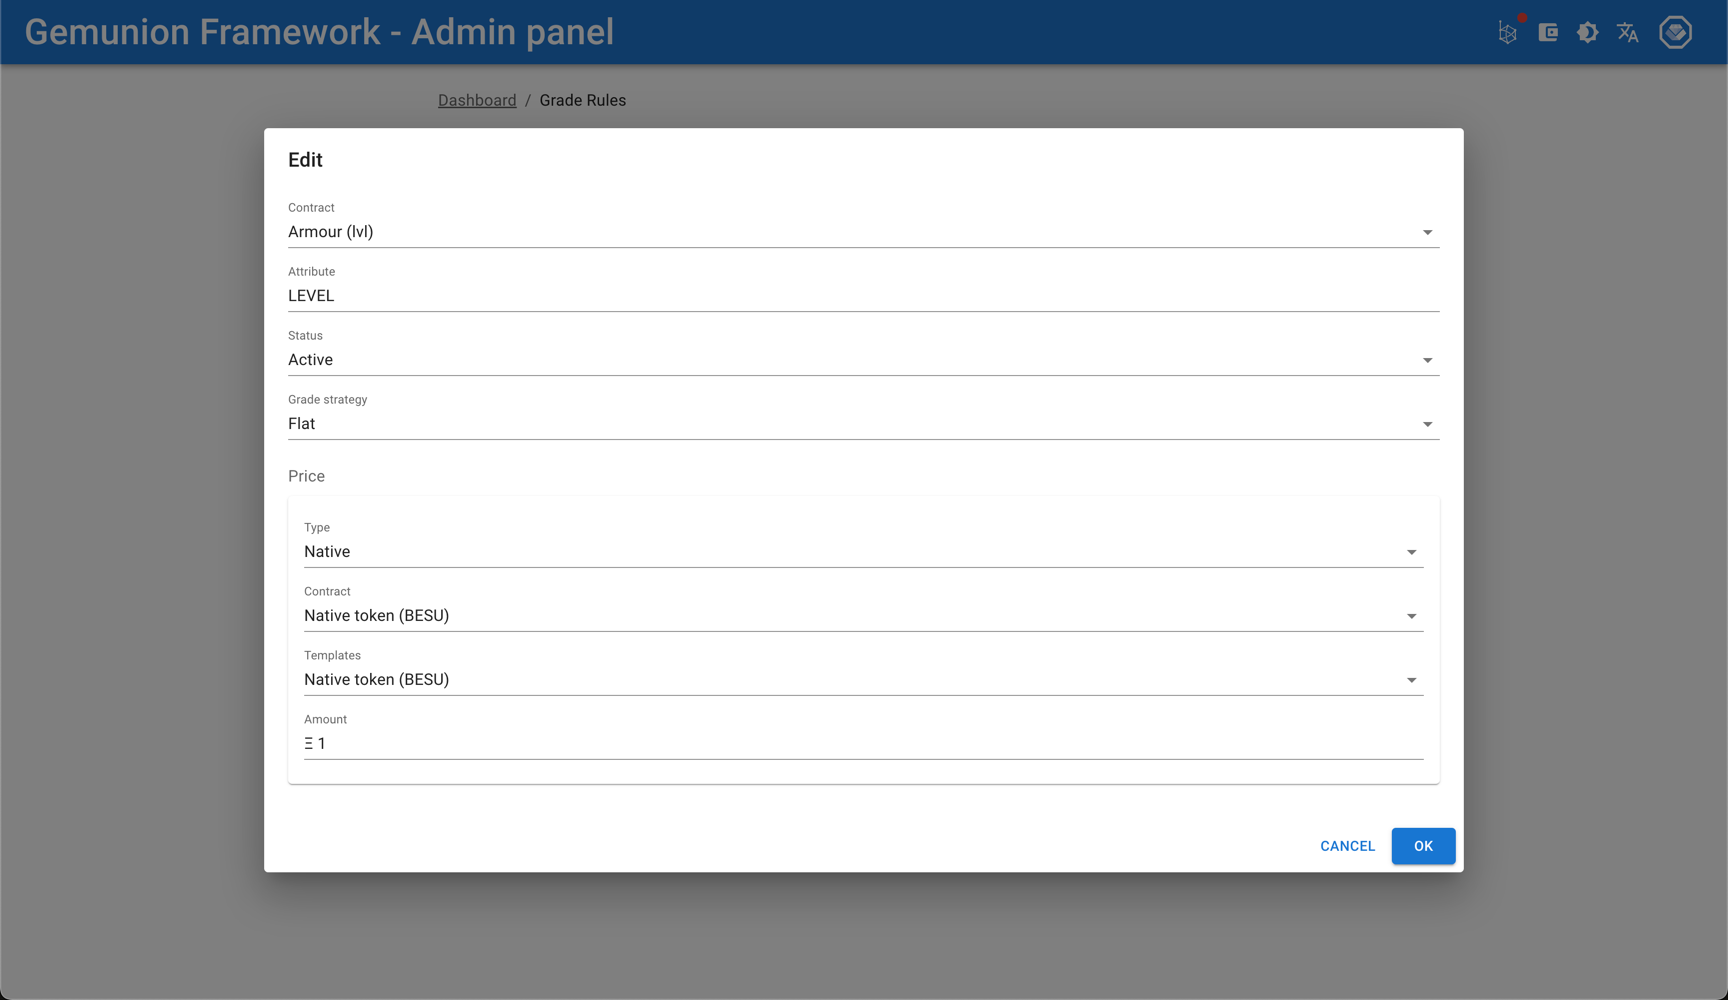 Gemunion Framework - Admin panel
Dashboard / Grade Rules
Edit
Contract
Armour (lvl)
Attribute
LEVEL
Status
Active
Grade strategy
Flat
Price
Type
Native
Contract
Native token (BESU)
Templates
Native token (BESU)
Amount
Ξ 1
CANCEL
OK